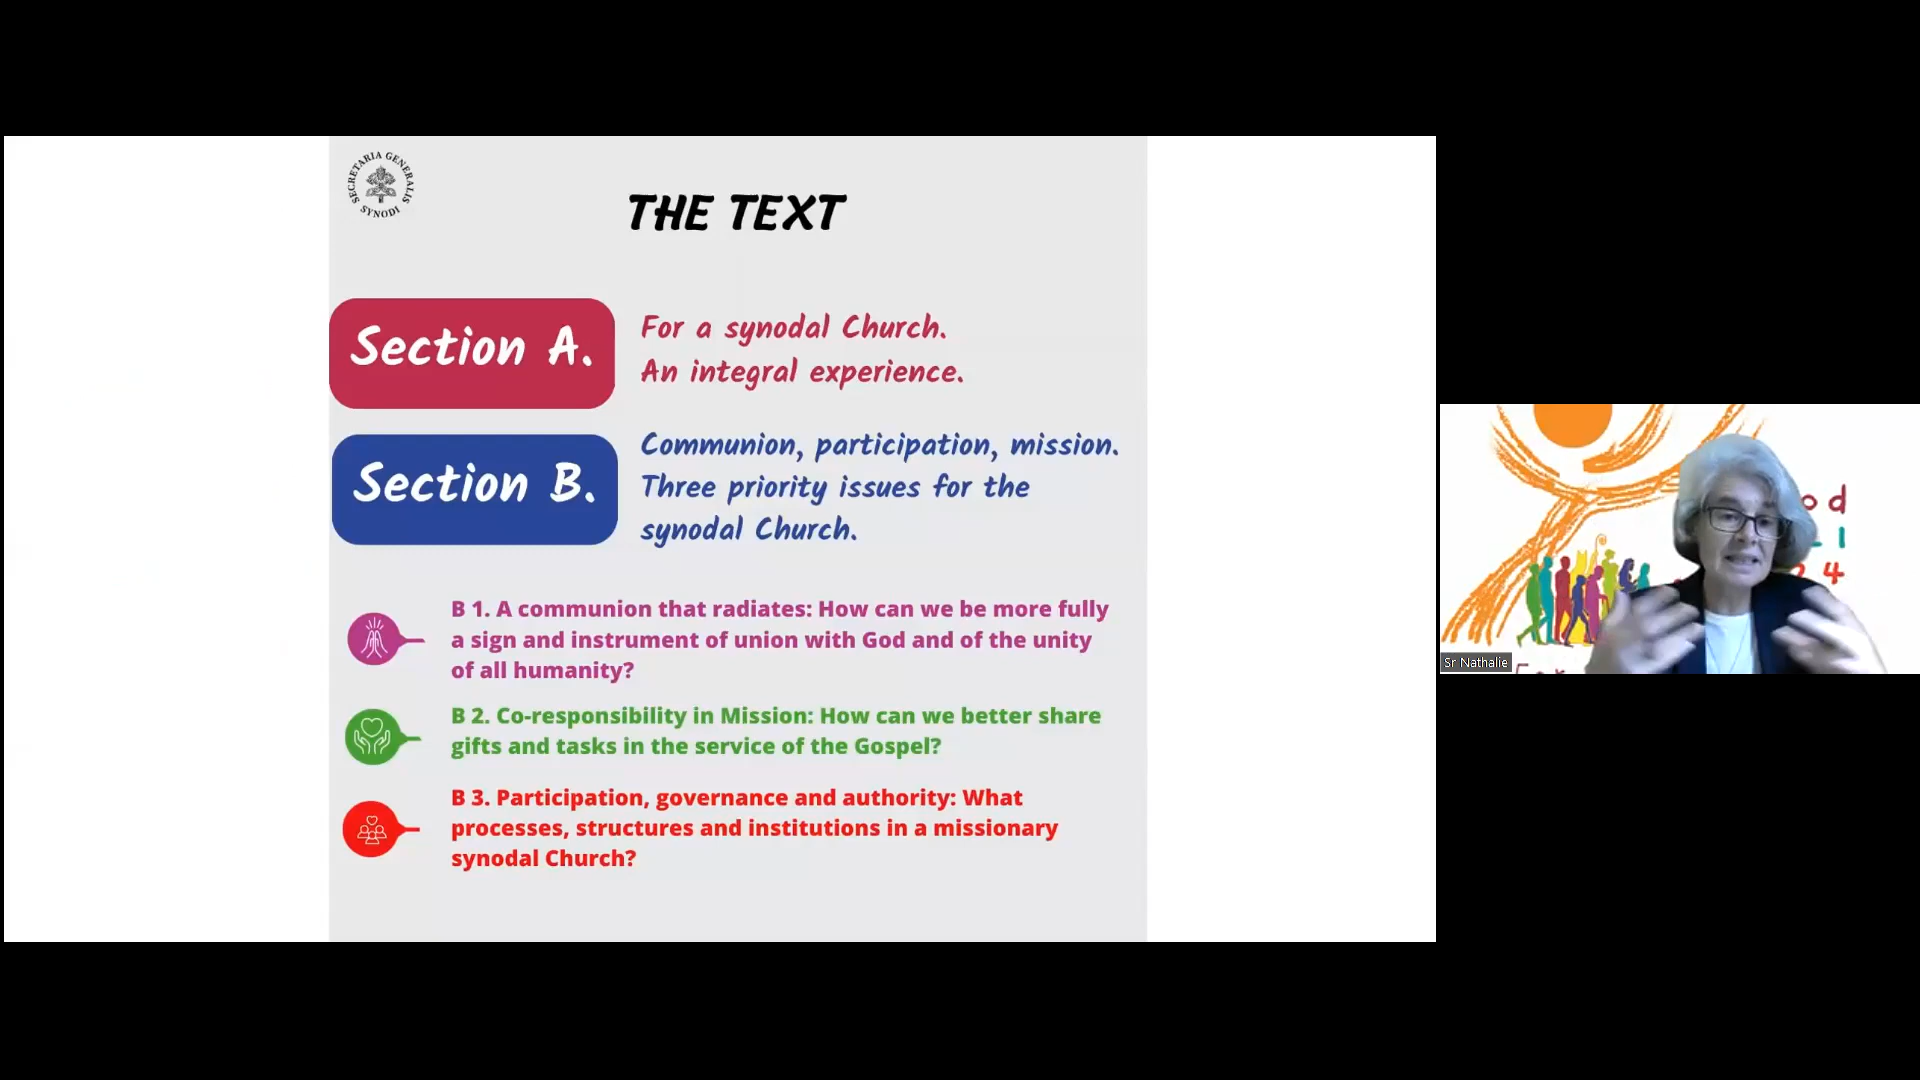 SECRETARIA GENERALIS
SYNODI
THE TEXT
Section A.
For a synodal Church.
An integral experience.
Section B.
Communion, participation, mission.
Three priority issues for the
synodal Church.
B 1. A communion that radiates: How can we be more fully
a sign and instrument of union with God and of the unity
of all humanity?
B 2. Co-responsibility in Mission: How can we better share
gifts and tasks in the service of the Gospel?
B 3. Participation, governance and authority: What
processes, structures and institutions in a missionary
synodal Church?
od
1
24
Sr Nathalie